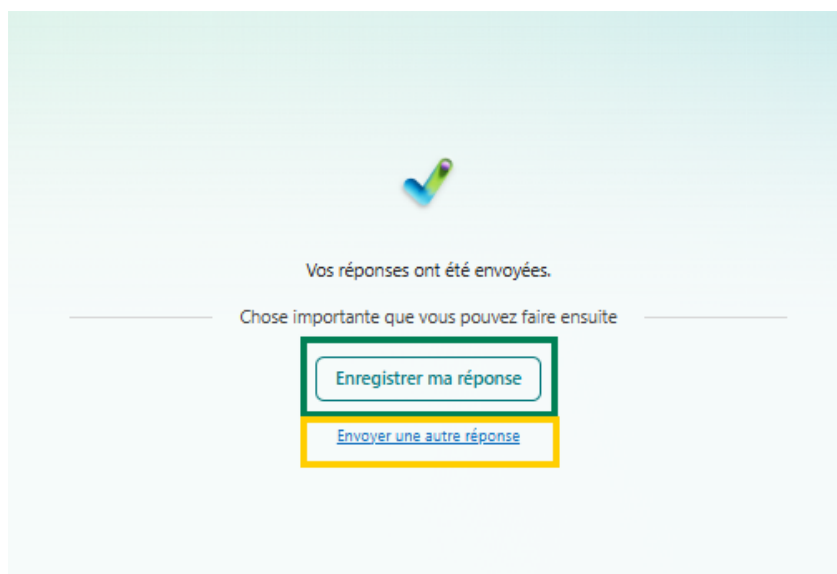 Vos réponses ont été envoyées.
Chose importante que vous pouvez faire ensuite
Enregistrer ma réponse
Envoyer une autre réponse